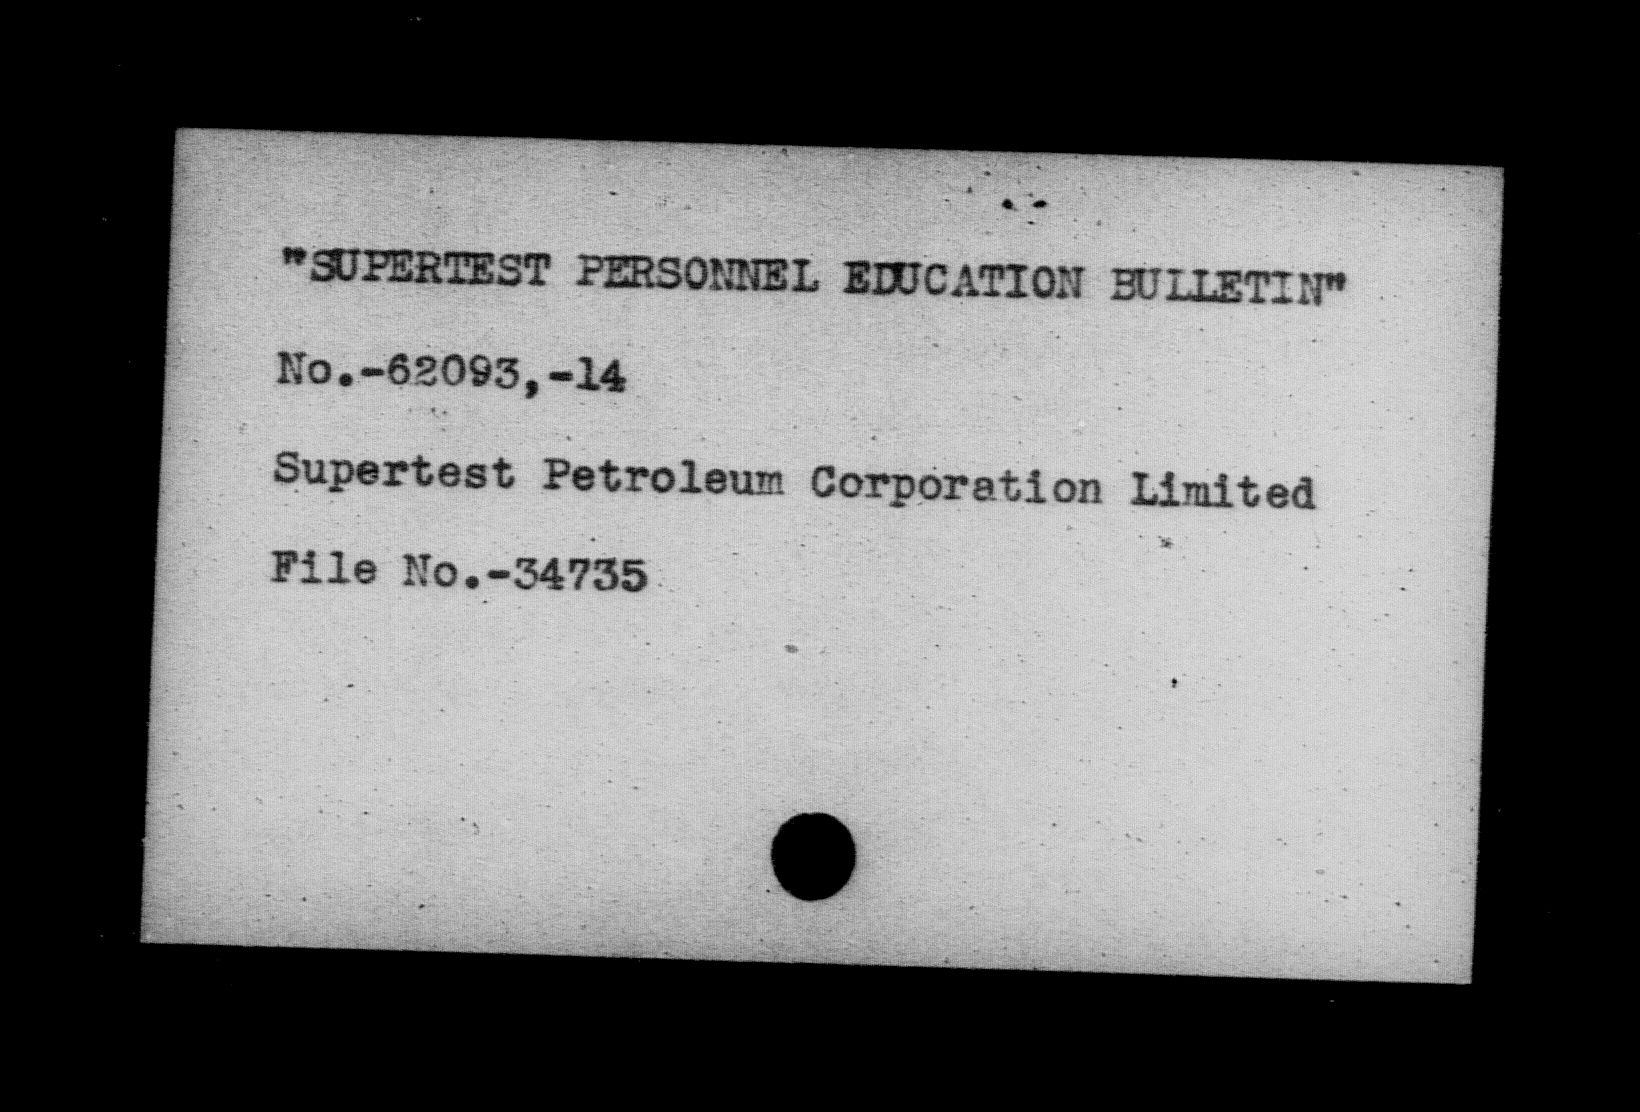 "SUPERTEST PERSONNEL EDUCATION BULLETIN"
No.-62093,-14
Supertest Petroleum Corporation Limited
File No.-34735